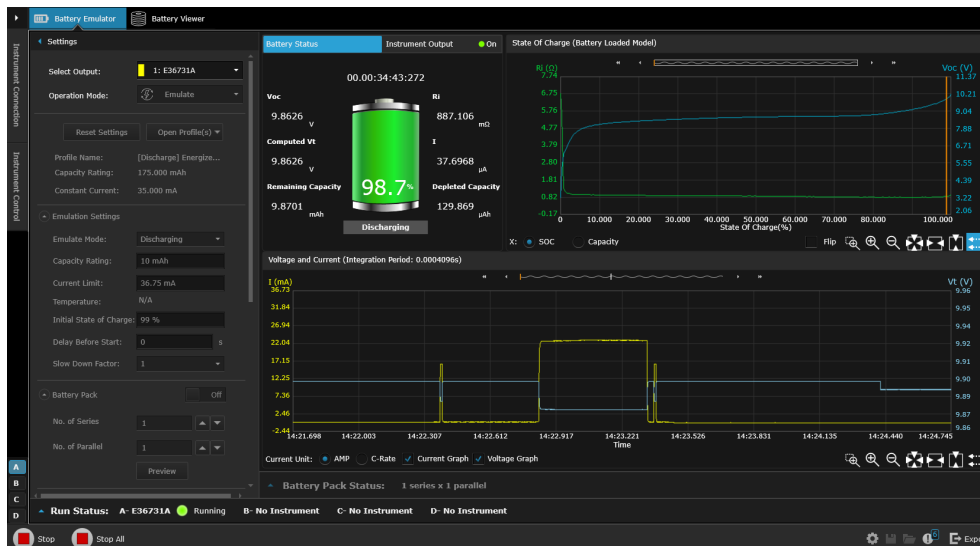 Battery Emulator
Battery Viewer
Instrument Connection
Instrument Control
Settings
Select Output:
1: E36731A
Operation Mode:
Emulate
Reset Settings
Open Profile(s)
Profile Name:
[Discharge] Energize...
Capacity Rating:
175.000 mAh
Constant Current:
35.000 mA
Emulation Settings
Emulate Mode:
Discharging
Capacity Rating:
10 mAh
Current Limit:
36.75 mA
Temperature:
N/A
Initial State of Charge:
99 %
Delay Before Start:
0
s
Slow Down Factor:
1
Battery Pack
Off
No. of Series
1
No. of Parallel
1
Preview
A
B
C
D
Battery Status
Instrument Output
On
00.00:34:43:272
Voc
9.8626
V
Computed Vt
9.8626
V
Remaining Capacity
9.8701
mAh
98.7%
Discharging
Ri
887.106
mΩ
I
37.6968
µA
Depleted Capacity
129.869
µAh
State Of Charge (Battery Loaded Model)
Ri (Ω)
7.74
6.75
5.76
4.77
3.79
2.80
1.81
0.82
-0.17
Voc (V)
11.37
10.21
9.04
7.88
6.71
5.55
4.39
3.22
2.06
0 10.000 20.000 30.000 40.000 50.000 60.000 70.000 80.000 100.000
State Of Charge(%)
X: SOC Capacity
Flip
Voltage and Current (Integration Period: 0.0004096s)
I (mA)
36.73
31.84
26.94
22.04
17.15
12.25
7.36
2.46
-2.44
Vt (V)
9.96
9.95
9.93
9.92
9.91
9.90
9.89
9.87
9.86
14:21.698 14:22.003 14:22.307 14:22.612 14:22.917 14:23.221 14:23.526 14:23.831 14:24.135 14:24.440 14:24.745
Time
Current Unit: AMP C-Rate Current Graph Voltage Graph
Battery Pack Status: 1 series x 1 parallel
Run Status: A- E36731A Running B- No Instrument C- No Instrument D- No Instrument
Stop
Stop All